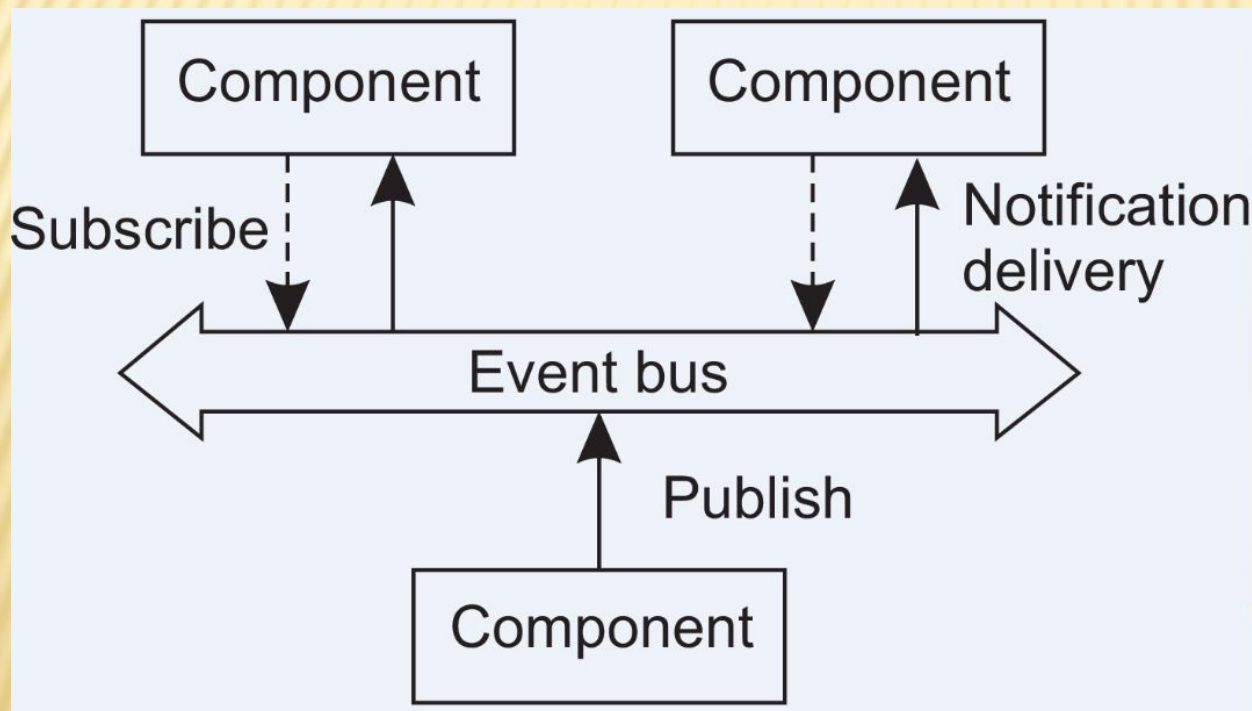 Component
Component
Subscribe
Notification
delivery
Event bus
Publish
Component